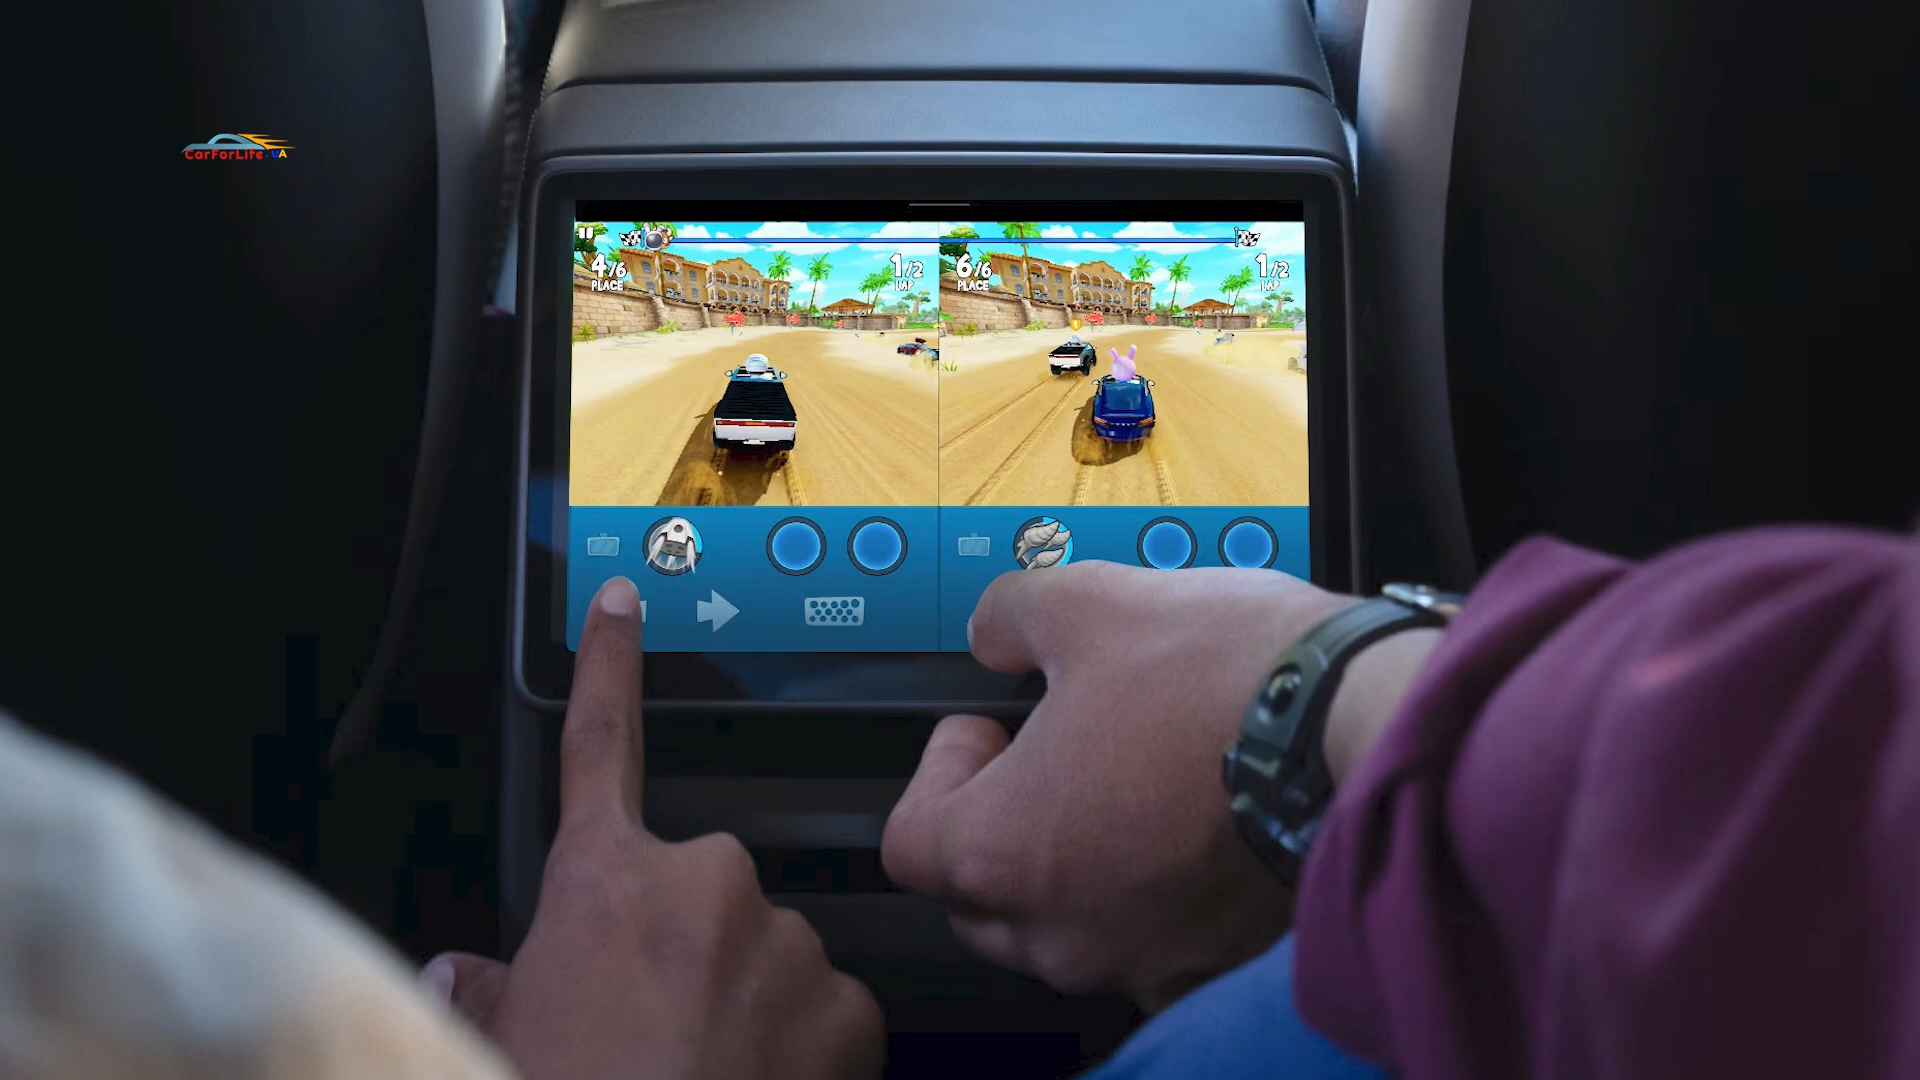 CarForLife.UA
4/6
PLACE
1/2
LAP
6/6
PLACE
1/2
LAP